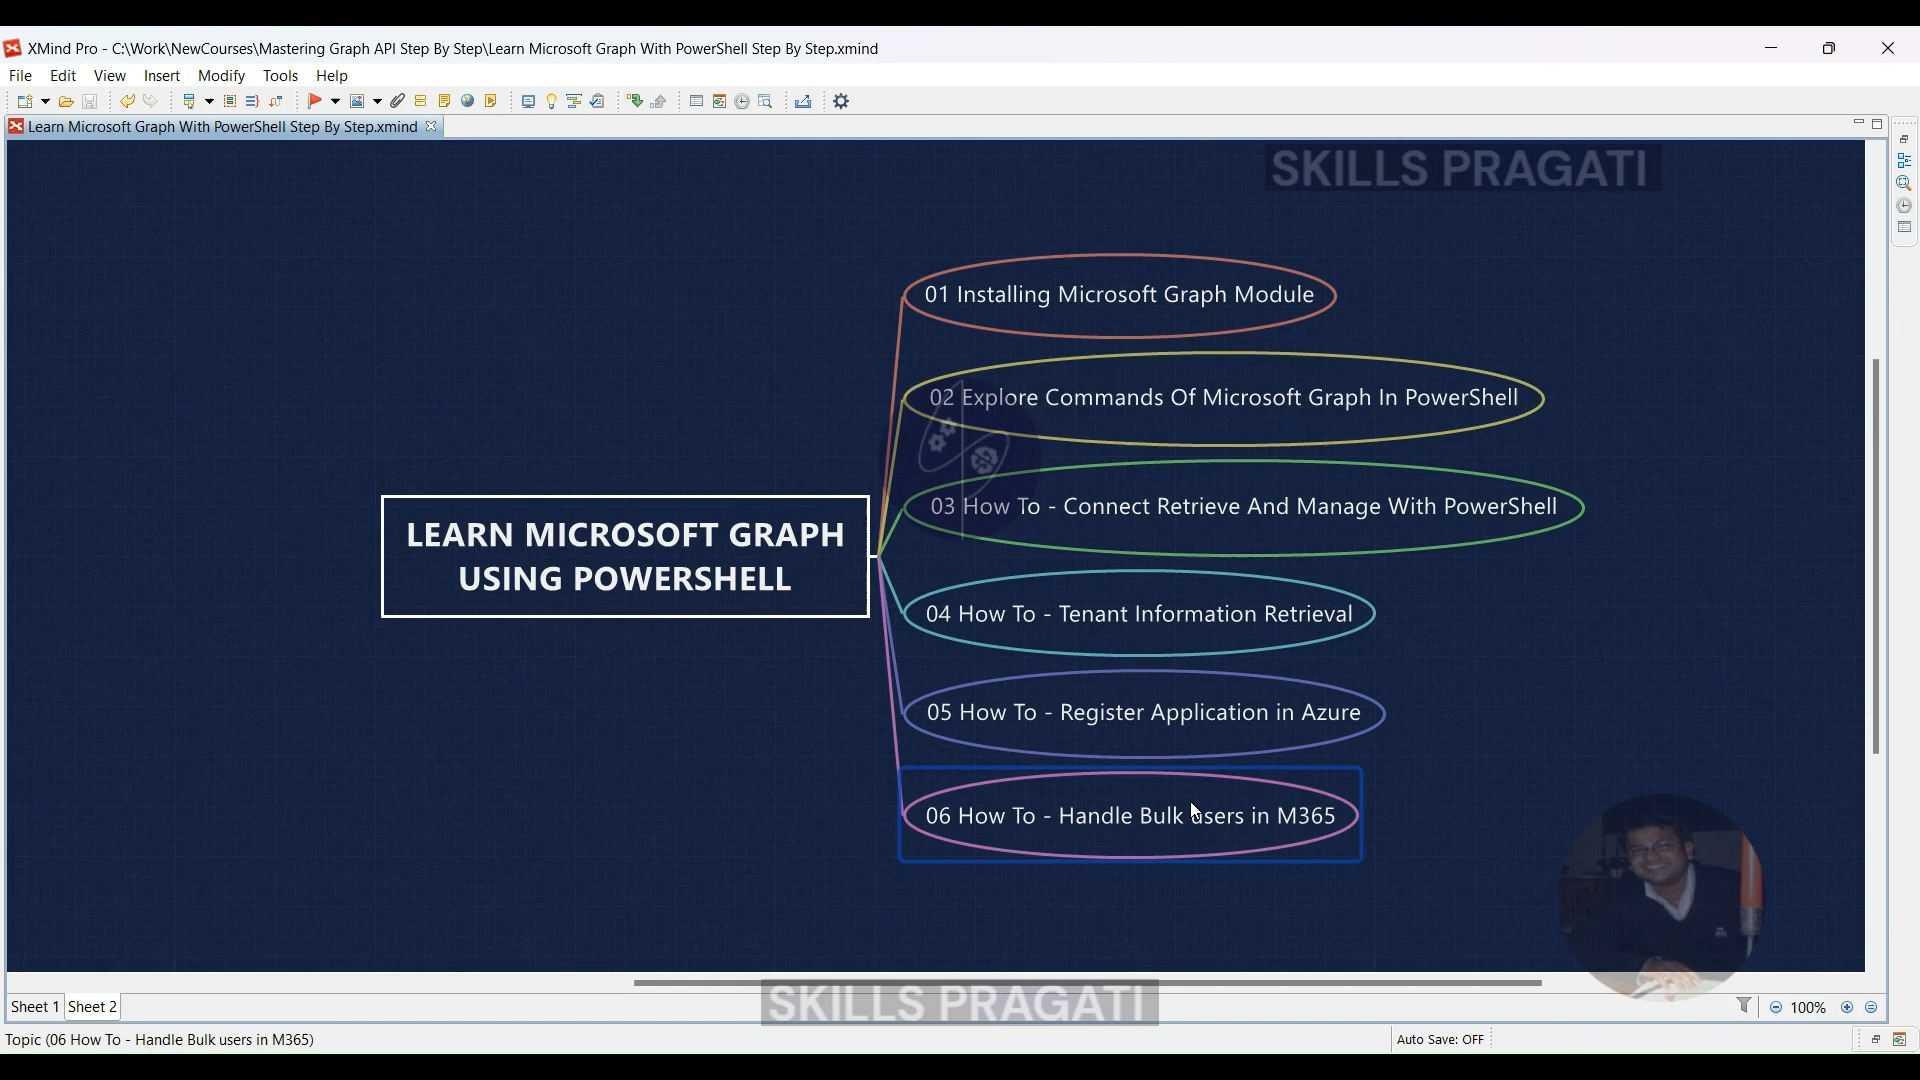 XMind Pro - C:\Work\NewCourses\Mastering Graph API Step By Step\Learn Microsoft Graph With PowerShell Step By Step.xmind
File Edit View Insert Modify Tools Help
Learn Microsoft Graph With PowerShell Step By Step.xmind
SKILLS PRAGATI
01 Installing Microsoft Graph Module
02 Explore Commands Of Microsoft Graph In PowerShell
03 How To - Connect Retrieve And Manage With PowerShell
LEARN MICROSOFT GRAPH
USING POWERSHELL
04 How To - Tenant Information Retrieval
05 How To - Register Application in Azure
06 How To - Handle Bulk users in M365
SKILLS PRAGATI
Sheet 1 Sheet 2
100%
Topic (06 How To - Handle Bulk users in M365)
Auto Save: OFF